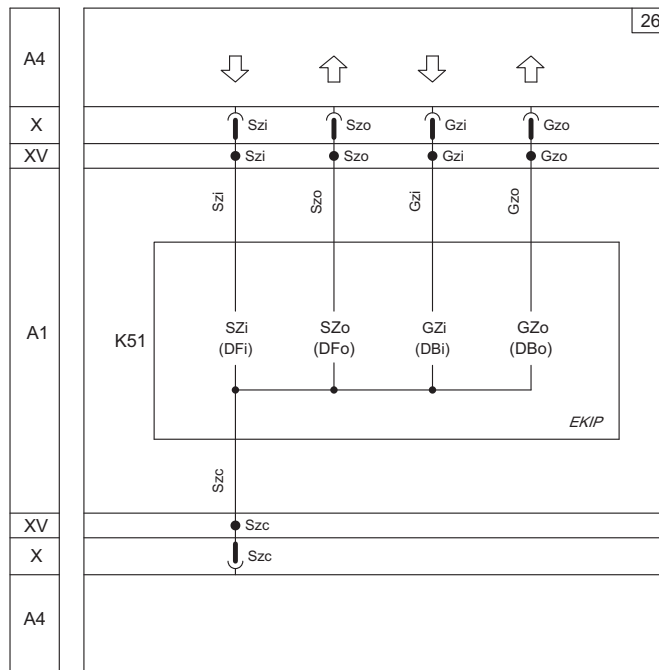 26
A4
X
Szi Szo Gzi Gzo
XV
Szi Szo Gzi Gzo
Szi Szo Gzi Gzo
A1
K51
SZi SZo GZi GZo
(DFi) (DFo) (DBi) (DBo)
EKIP
Szc
XV
Szc
X
Szc
A4